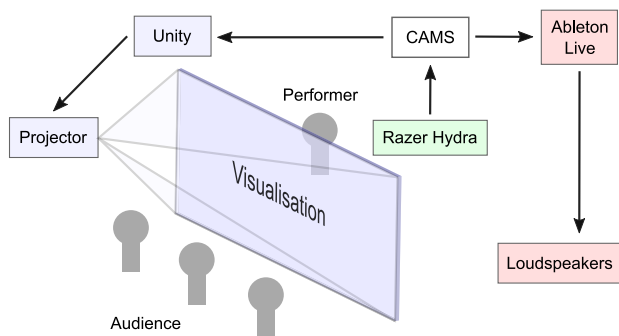 Unity
CAMS
Ableton
Live
Performer
Projector
Razer Hydra
Visualisation
Loudspeakers
Audience